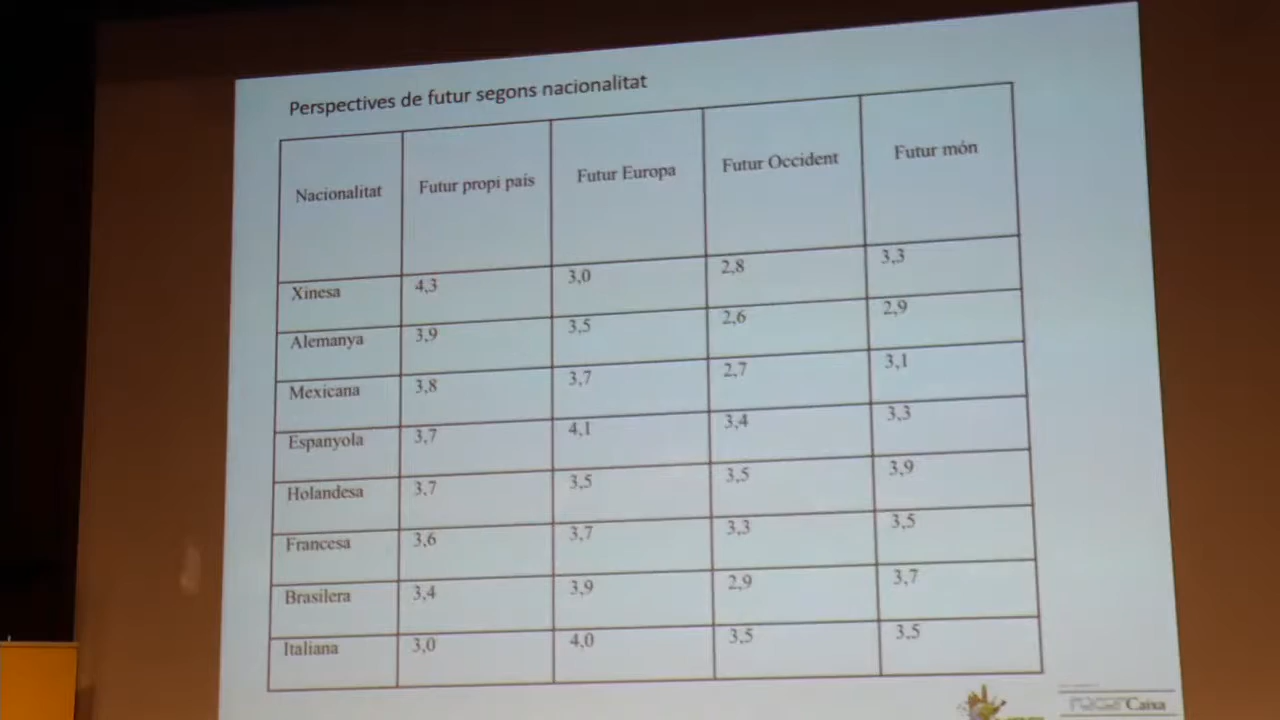 Perspectives de futur segons nacionalitat
Nacionalitat Futur propi país Futur Europa Futur Occident Futur món
Xinesa 4,3 3,0 2,8 3,3
Alemanya 3,9 3,5 2,6 2,9
Mexicana 3,8 3,7 2,7 3,1
Espanyola 3,7 4,1 3,4 3,3
Holandesa 3,7 3,5 3,5 3,9
Francesa 3,6 3,7 3,3 3,5
Brasilera 3,4 3,9 2,9 3,7
Italiana 3,0 4,0 3,5 3,5
Caixa